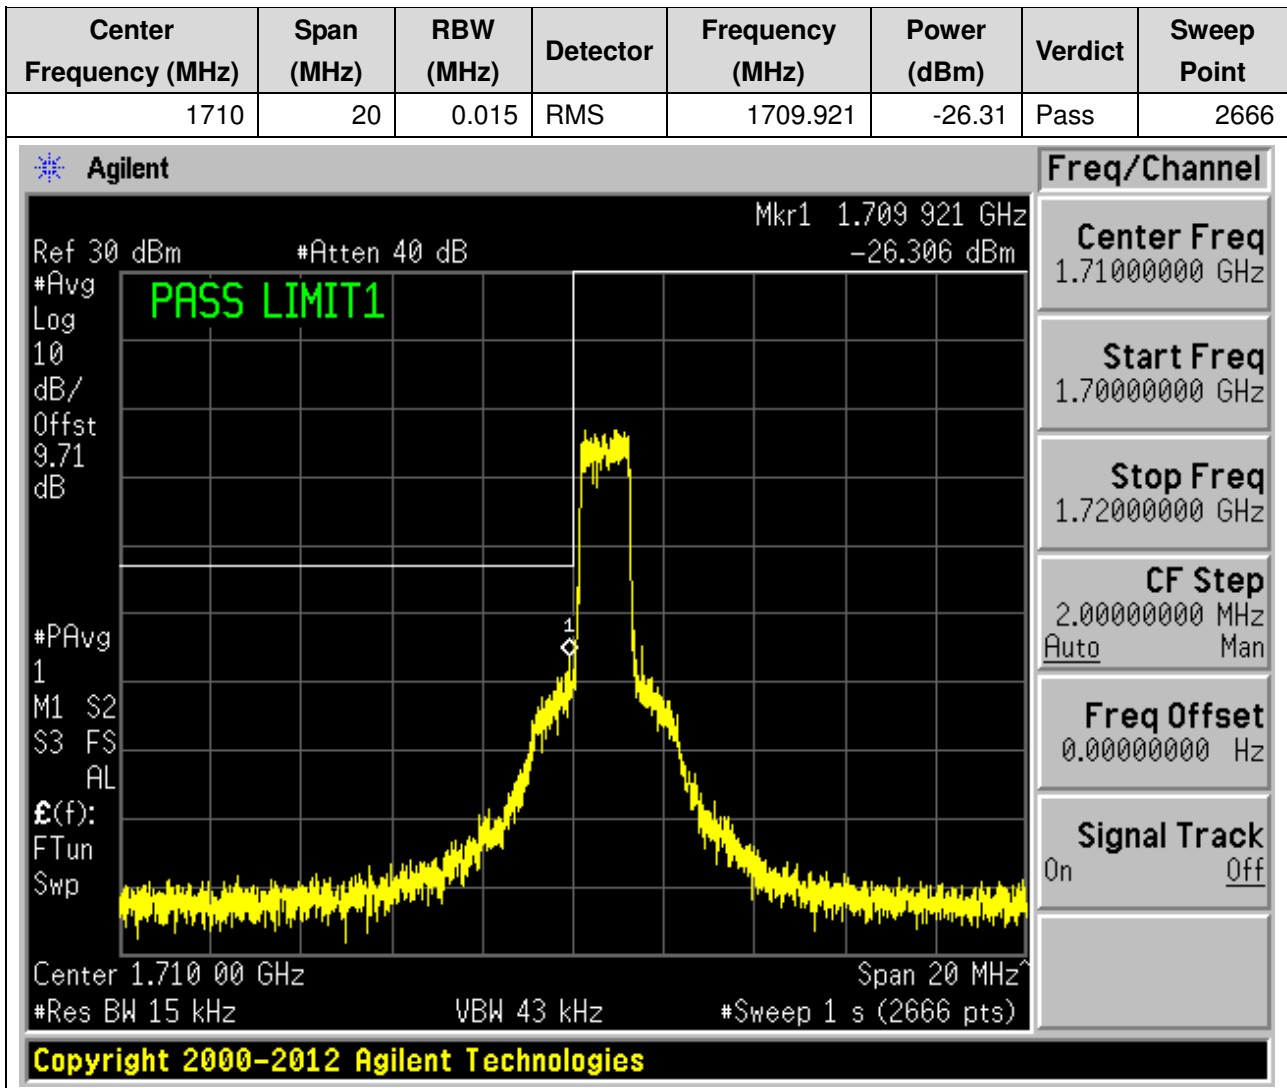 Center Frequency (MHz) Span (MHz) RBW (MHz) Detector Frequency (MHz) Power (dBm) Verdict Sweep Point
1710 20 0.015 RMS 1709.921 -26.31 Pass 2666
Agilent
Freq/Channel
Mkr1 1.709 921 GHz
Ref 30 dBm #Atten 40 dB -26.306 dBm
#Avg
Log
10
dB/
Offst
9.71
dB
PASS LIMIT1
1
#PAvg
1
M1 S2
S3 FS
AL
£(f):
FTun
Swp
Center 1.710 00 GHz Span 20 MHz^
#Res BW 15 kHz VBW 43 kHz #Sweep 1 s (2666 pts)
Center Freq
1.71000000 GHz
Start Freq
1.70000000 GHz
Stop Freq
1.72000000 GHz
CF Step
2.00000000 MHz
Auto Man
Freq Offset
0.00000000 Hz
Signal Track
On Off
Copyright 2000-2012 Agilent Technologies